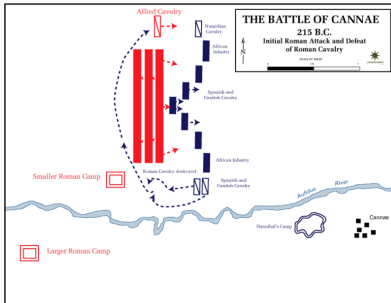 Allied Cavalry
THE BATTLE OF CANNAE
215 B.C.
Initial Roman Attack and Defeat
of Roman Cavalry
N
Numidian
Cavalry
African
Infantry
Spanish and
Gaulish Cavalry
African Infantry
Roman Cavalry destroyed
Spanish and
Gaulish Cavalry
Smaller Roman Camp
Aufidus River
Hannibal's Camp
Cannae
Larger Roman Camp